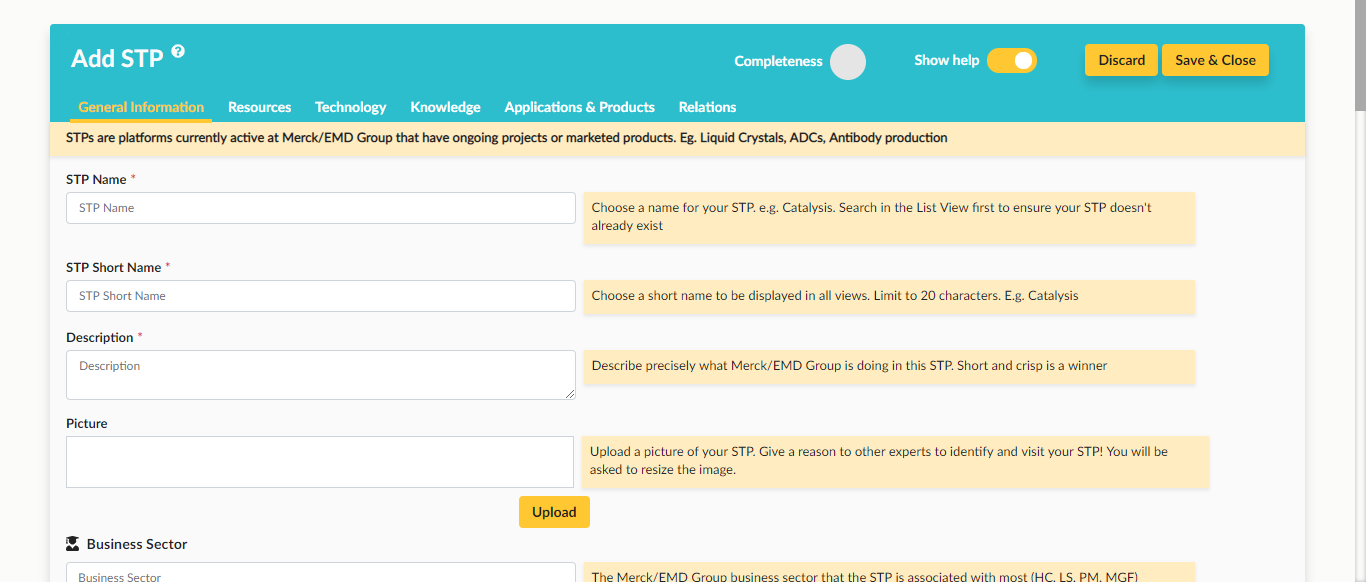 Add STP ?
Completeness
Show help
Discard
Save & Close
General Information
Resources
Technology
Knowledge
Applications & Products
Relations
STPs are platforms currently active at Merck/EMD Group that have ongoing projects or marketed products. Eg. Liquid Crystals, ADCs, Antibody production
STP Name *
STP Name
Choose a name for your STP. e.g. Catalysis. Search in the List View first to ensure your STP doesn't
already exist
STP Short Name *
STP Short Name
Choose a short name to be displayed in all views. Limit to 20 characters. E.g. Catalysis
Description *
Description
Describe precisely what Merck/EMD Group is doing in this STP. Short and crisp is a winner
Picture
Upload a picture of your STP. Give a reason to other experts to identify and visit your STP! You will be
asked to resize the image.
Upload
Business Sector
Business Sector
The Merck/EMD Group business sector that the STP is associated with most (HC, LS, PM, MGF)